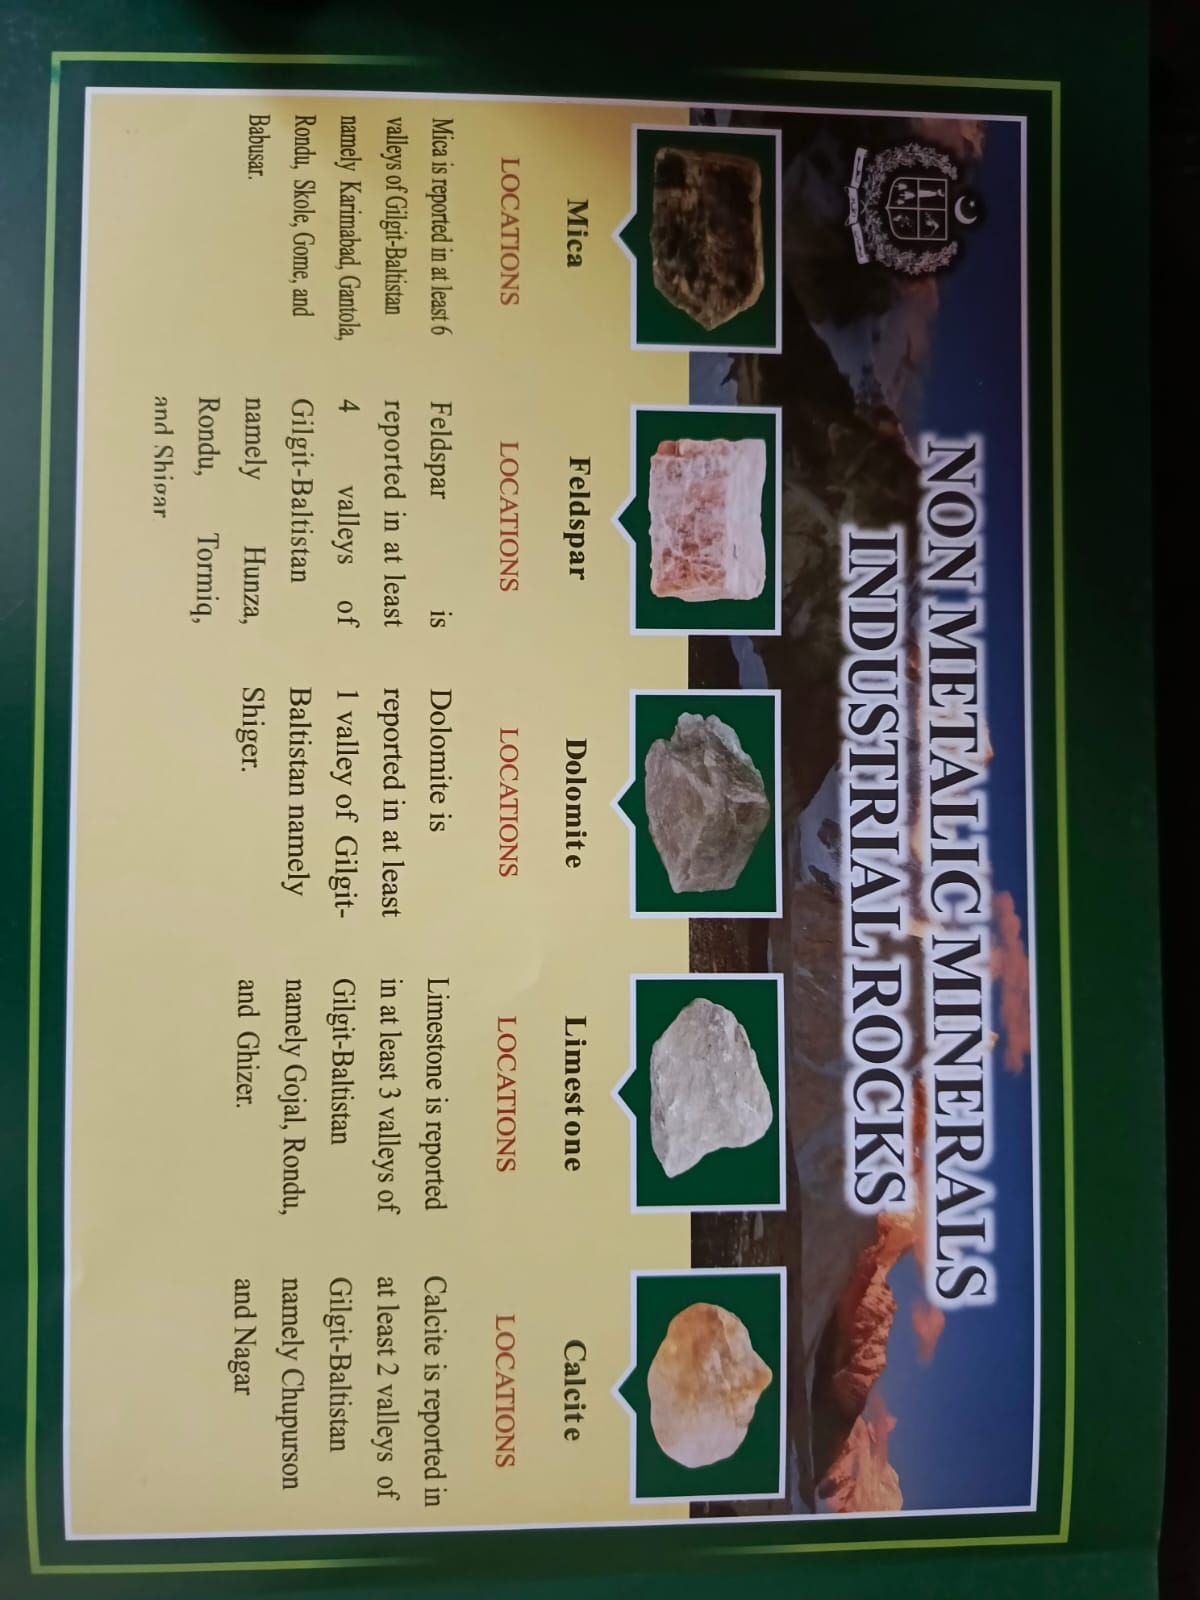 NON METALIC MINERALS
INDUSTRIAL ROCKS
Mica
LOCATIONS
Mica is reported in at least 6
valleys of Gilgit-Baltistan
namely Karimabad, Gantola,
Rondu, Skole, Gome, and
Babusar.
Feldspar
LOCATIONS
Feldspar is
reported in at least
4 valleys of
Gilgit-Baltistan
namely Hunza,
Rondu, Tormiq,
and Shigar
Dolomite
LOCATIONS
Dolomite is
reported in at least
1 valley of Gilgit-
Baltistan namely
Shiger.
Limestone
LOCATIONS
Limestone is reported
in at least 3 valleys of
Gilgit-Baltistan
namely Gojal, Rondu,
and Ghizer.
Calcite
LOCATIONS
Calcite is reported in
at least 2 valleys of
Gilgit-Baltistan
namely Chupurson
and Nagar